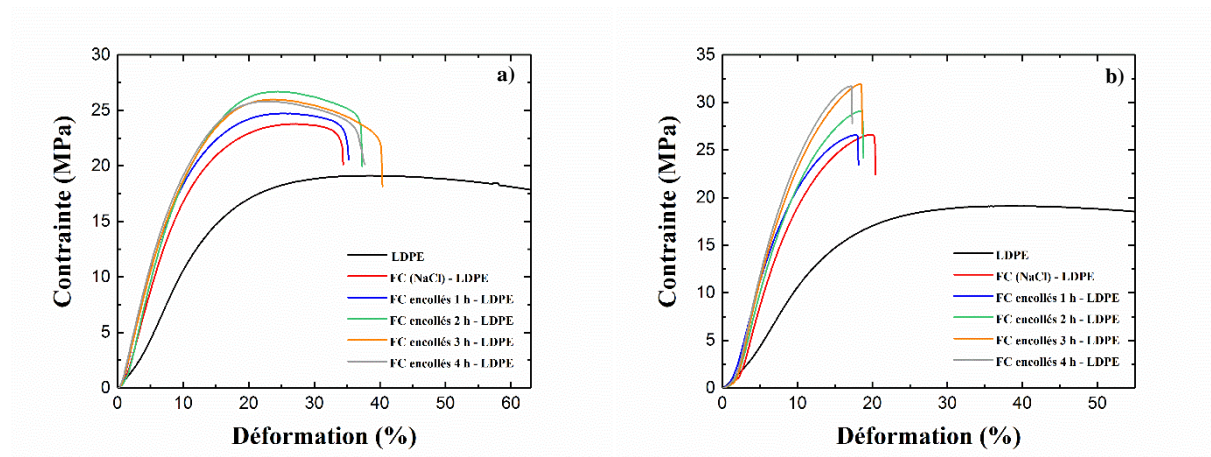 a)
Contrainte (MPa)
30
25
20
15
10
5
0
LDPE
FC (NaCl) - LDPE
FC encollés 1 h - LDPE
FC encollés 2 h - LDPE
FC encollés 3 h - LDPE
FC encollés 4 h - LDPE
0 10 20 30 40 50 60
Déformation (%)
b)
Contrainte (MPa)
35
30
25
20
15
10
5
0
LDPE
FC (NaCl) - LDPE
FC encollés 1 h - LDPE
FC encollés 2 h - LDPE
FC encollés 3 h - LDPE
FC encollés 4 h - LDPE
0 10 20 30 40 50
Déformation (%)